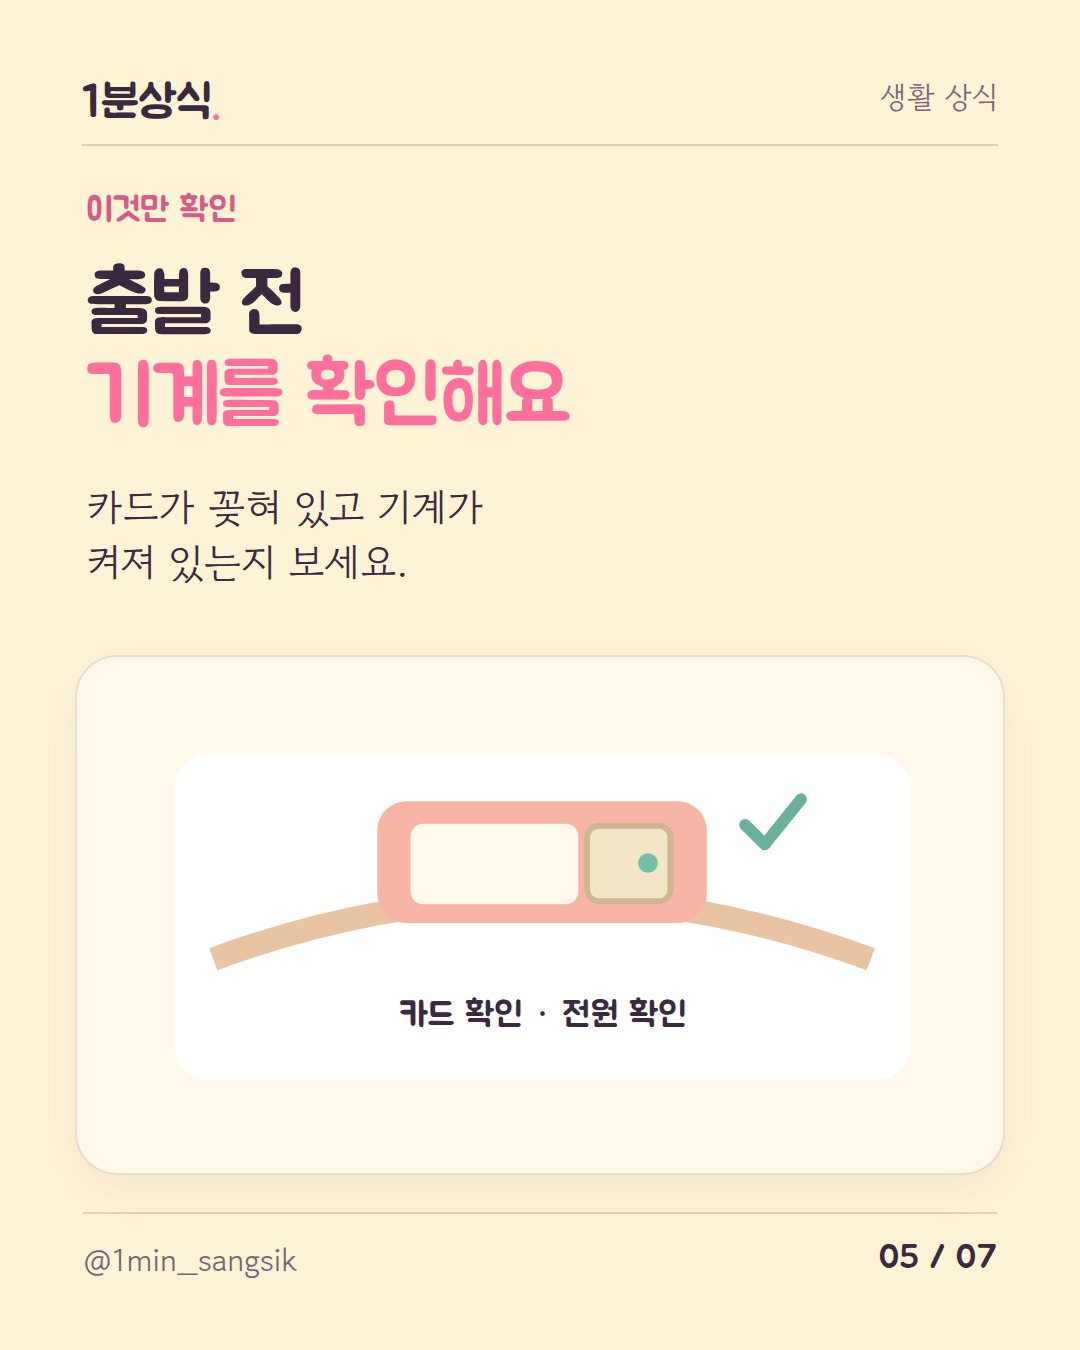 1분상식.
생활 상식
이것만 확인
출발 전
기계를 확인해요
카드가 꽂혀 있고 기계가
켜져 있는지 보세요.
카드 확인 · 전원 확인
@1min_sangsik
05 / 07